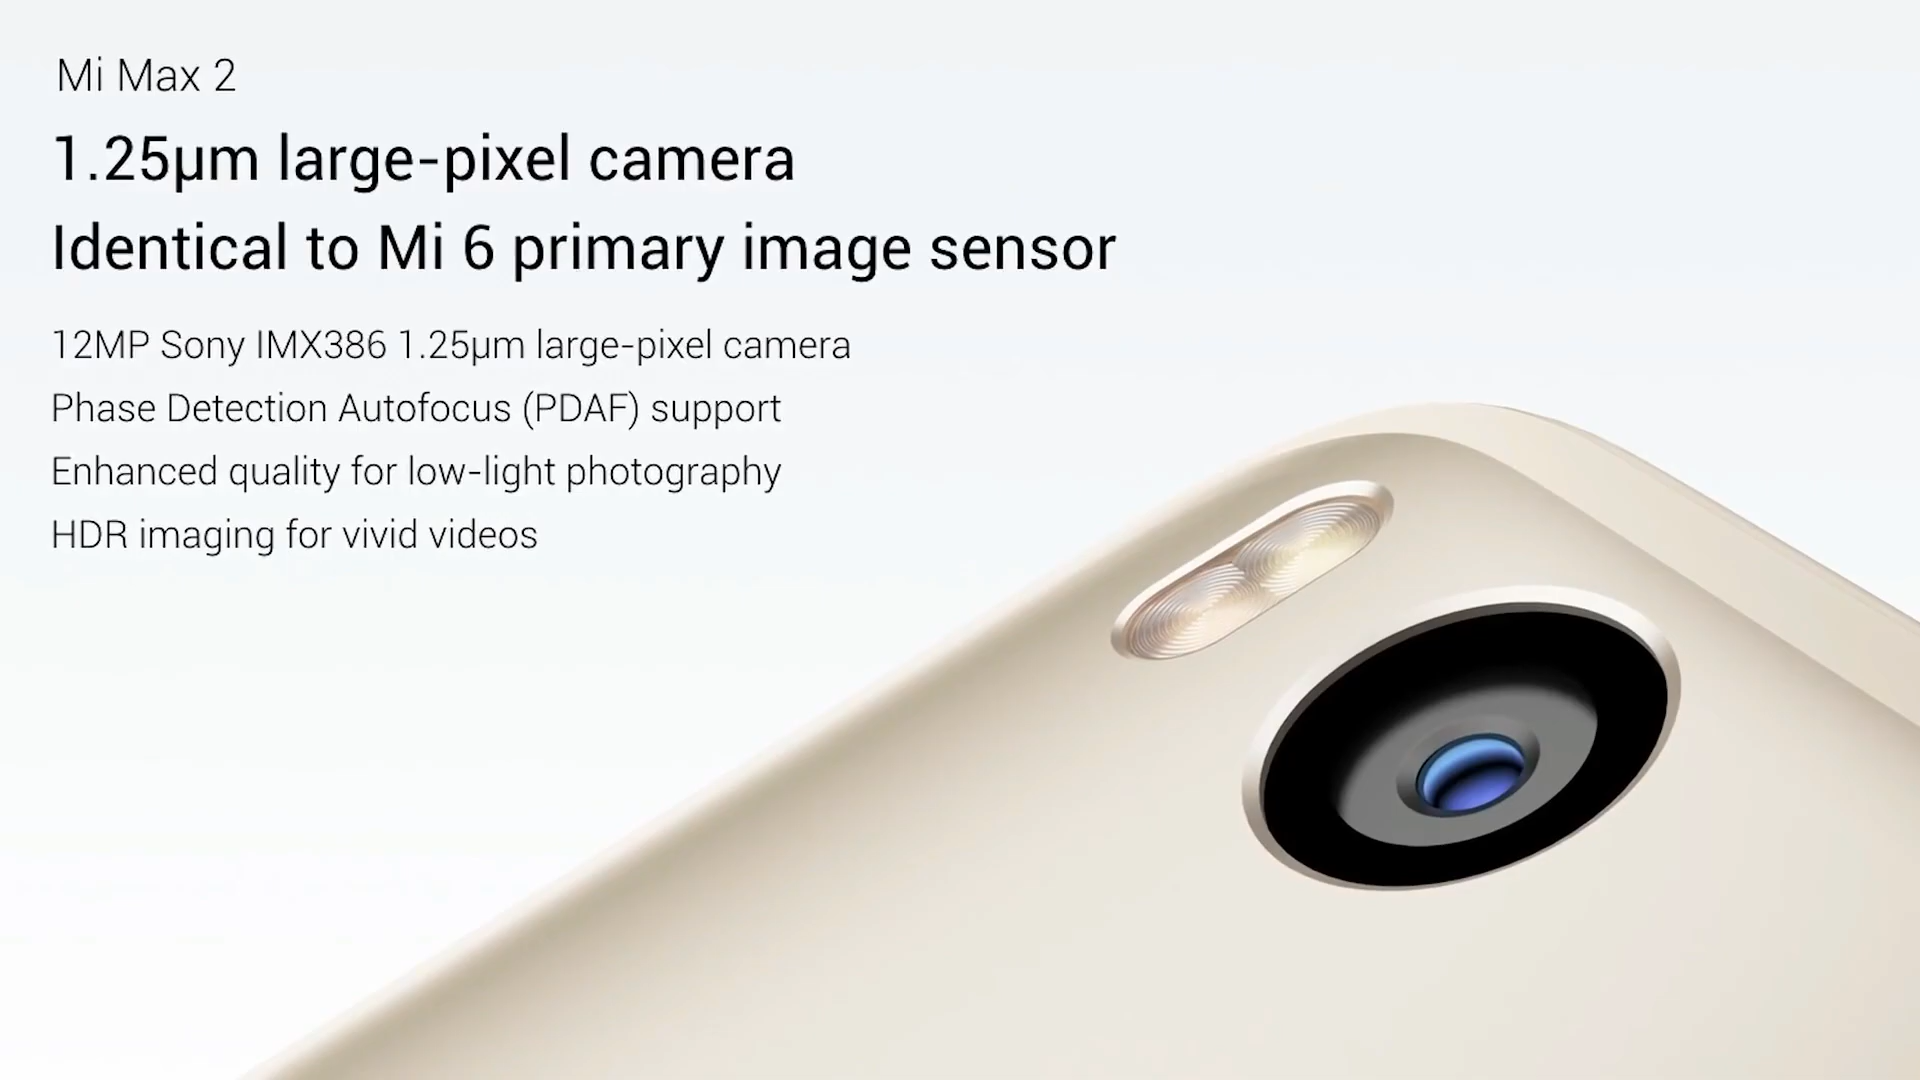 Mi Max 2
1.25μm large-pixel camera
Identical to Mi 6 primary image sensor
12MP Sony IMX386 1.25μm large-pixel camera
Phase Detection Autofocus (PDAF) support
Enhanced quality for low-light photography
HDR imaging for vivid videos